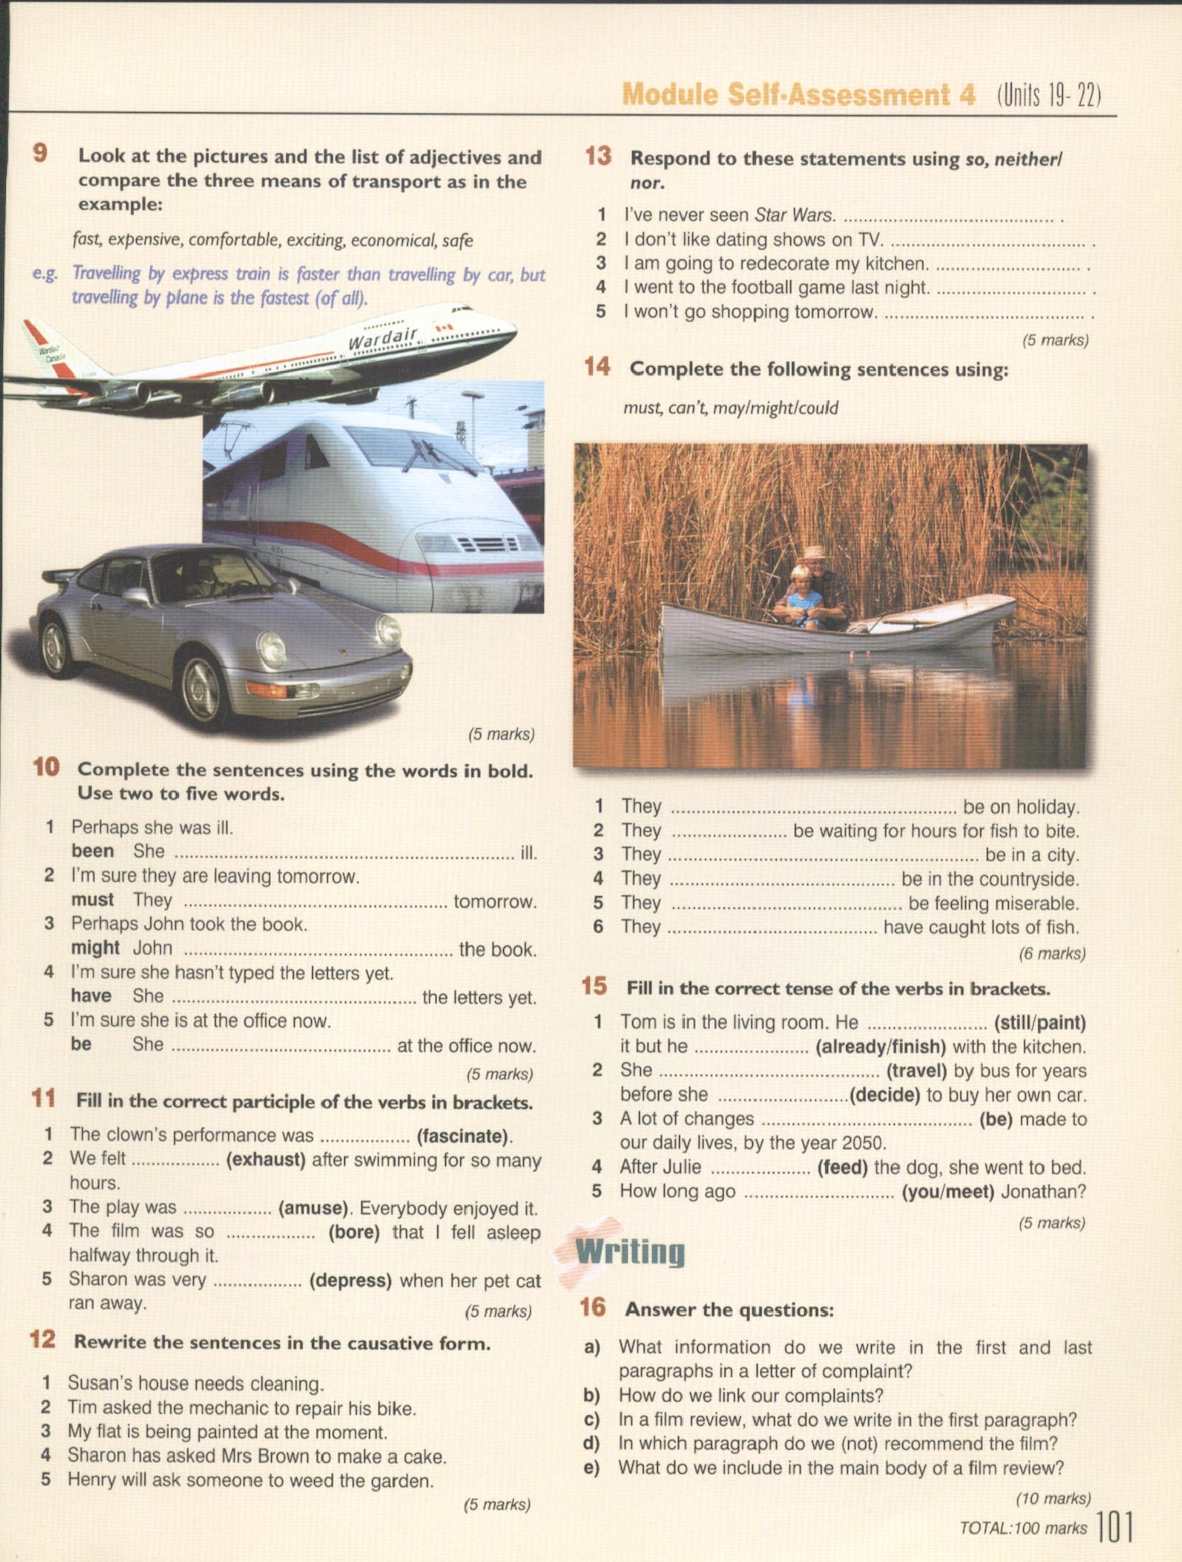 Module Self-Assessment 4 (Units 19- 22)
9 Look at the pictures and the list of adjectives and
compare the three means of transport as in the
example:
fast, expensive, comfortable, exciting, economical, safe
e.g. Travelling by express train is faster than travelling by car, but
travelling by plane is the fastest (of all).
Wardair
(5 marks)
10 Complete the sentences using the words in bold.
Use two to five words.
1 Perhaps she was ill.
been She ........................................................ ill.
2 I'm sure they are leaving tomorrow.
must They ............................................ tomorrow.
3 Perhaps John took the book.
might John ............................................. the book.
4 I'm sure she hasn't typed the letters yet.
have She ......................................... the letters yet.
5 I'm sure she is at the office now.
be She ..................................... at the office now.
(5 marks)
11 Fill in the correct participle of the verbs in brackets.
1 The clown's performance was .................. (fascinate).
2 We felt .................. (exhaust) after swimming for so many
hours.
3 The play was .................. (amuse). Everybody enjoyed it.
4 The film was so .................. (bore) that I fell asleep
halfway through it.
5 Sharon was very .................. (depress) when her pet cat
ran away.
(5 marks)
12 Rewrite the sentences in the causative form.
1 Susan's house needs cleaning.
2 Tim asked the mechanic to repair his bike.
3 My flat is being painted at the moment.
4 Sharon has asked Mrs Brown to make a cake.
5 Henry will ask someone to weed the garden.
(5 marks)
13 Respond to these statements using so, neither/
nor.
1 I've never seen Star Wars. ........................................... .
2 I don't like dating shows on TV. ....................................... .
3 I am going to redecorate my kitchen. ............................. .
4 I went to the football game last night. .............................. .
5 I won't go shopping tomorrow. ........................................ .
(5 marks)
14 Complete the following sentences using:
must, can't, may/might/could
1 They .............................................. be on holiday.
2 They ....................... be waiting for hours for fish to bite.
3 They .................................................. be in a city.
4 They ..................................... be in the countryside.
5 They ...................................... be feeling miserable.
6 They .................................. have caught lots of fish.
(6 marks)
15 Fill in the correct tense of the verbs in brackets.
1 Tom is in the living room. He ........................ (still/paint)
it but he ....................... (already/finish) with the kitchen.
2 She ............................................ (travel) by bus for years
before she ..........................(decide) to buy her own car.
3 A lot of changes .......................................... (be) made to
our daily lives, by the year 2050.
4 After Julie .................... (feed) the dog, she went to bed.
5 How long ago .............................. (you/meet) Jonathan?
(5 marks)
Writing
16 Answer the questions:
a) What information do we write in the first and last
paragraphs in a letter of complaint?
b) How do we link our complaints?
c) In a film review, what do we write in the first paragraph?
d) In which paragraph do we (not) recommend the film?
e) What do we include in the main body of a film review?
(10 marks)
TOTAL:100 marks 101